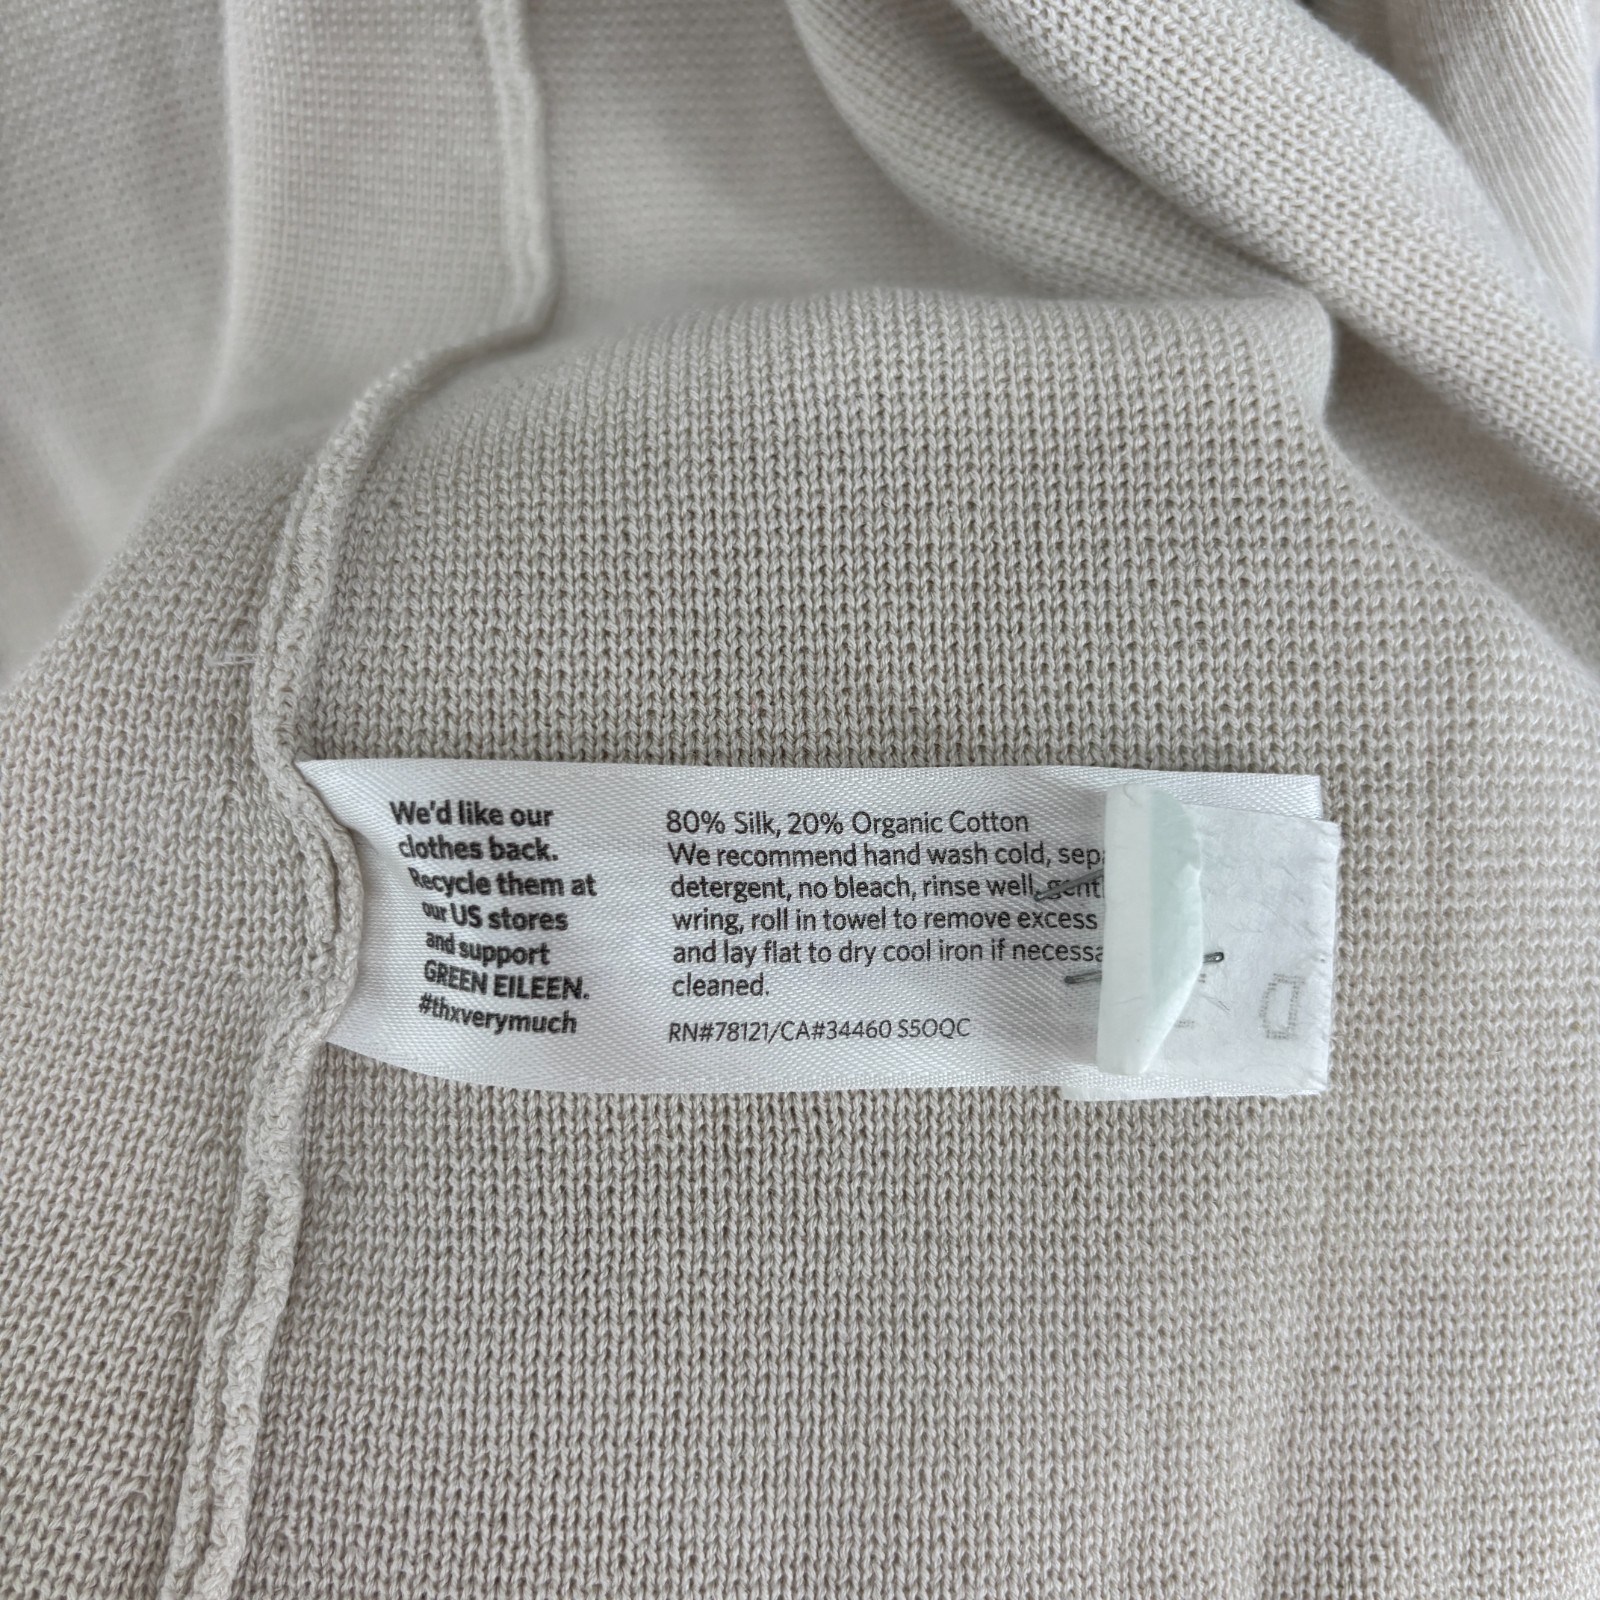 We'd like our
clothes back.
Recycle them at
our US stores
and support
GREEN EILEEN.
#thxverymuch
80% Silk, 20% Organic Cotton
We recommend hand wash cold,
detergent, no bleach, rinse well,
wring, roll in towel to remove excess
and lay flat to dry cool iron if
cleaned.
RN#78121/CA#34460 S5OQC
D